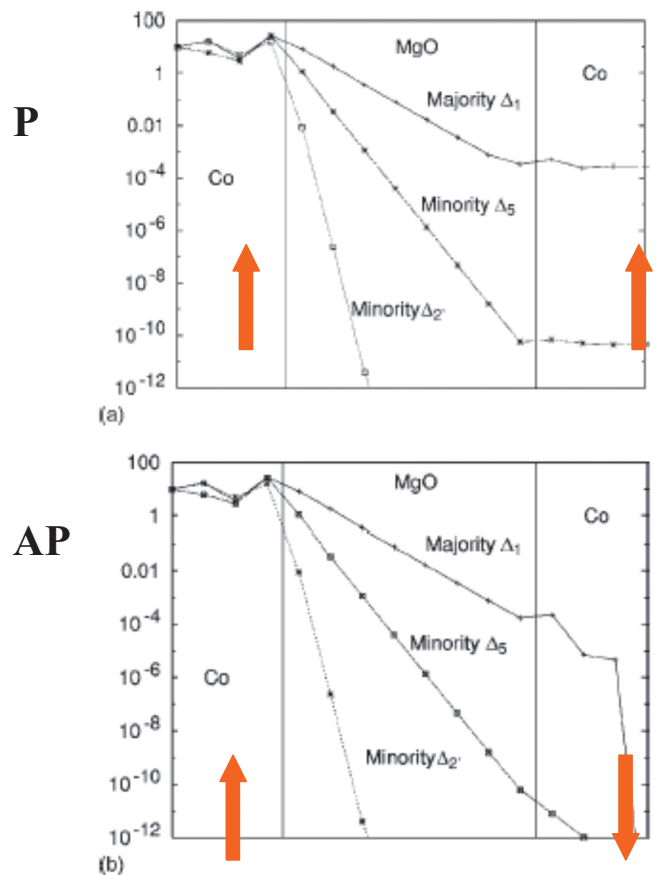 P
100
1
0.01
10⁻⁴
10⁻⁶
10⁻⁸
10⁻¹⁰
10⁻¹²
MgO
Co
Majority Δ₁
Co
Minority Δ₅
Minority Δ₂'
(a)
AP
100
1
0.01
10⁻⁴
10⁻⁶
10⁻⁸
10⁻¹⁰
10⁻¹²
MgO
Co
Majority Δ₁
Minority Δ₅
Co
Minority Δ₂'
(b)